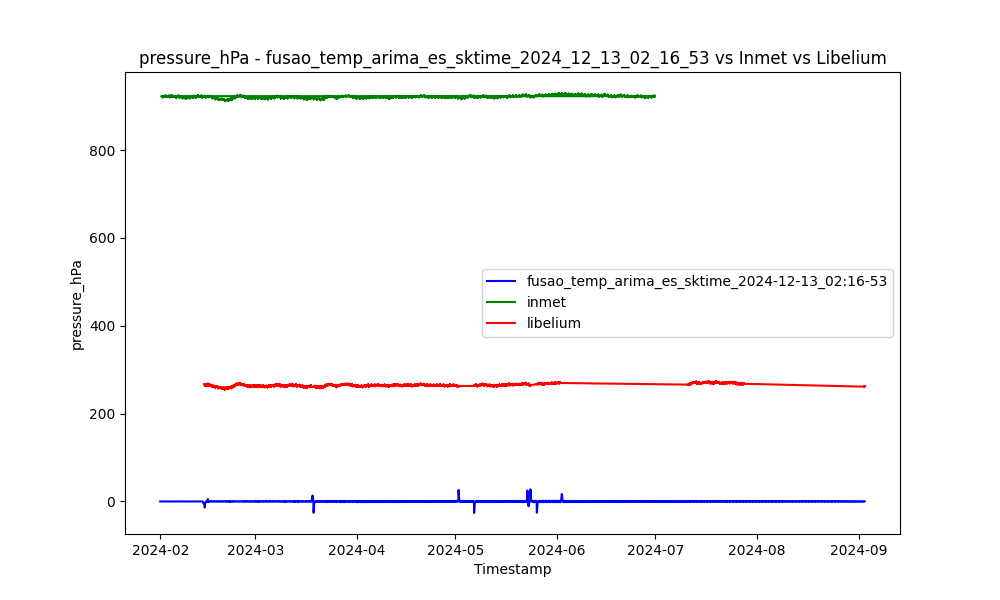 pressure_hPa - fusao_temp_arima_es_sktime_2024_12_13_02_16_53 vs Inmet vs Libelium
800
600
400
200
0
pressure_hPa
fusao_temp_arima_es_sktime_2024-12-13_02:16-53
inmet
libelium
2024-02 2024-03 2024-04 2024-05 2024-06 2024-07 2024-08 2024-09
Timestamp